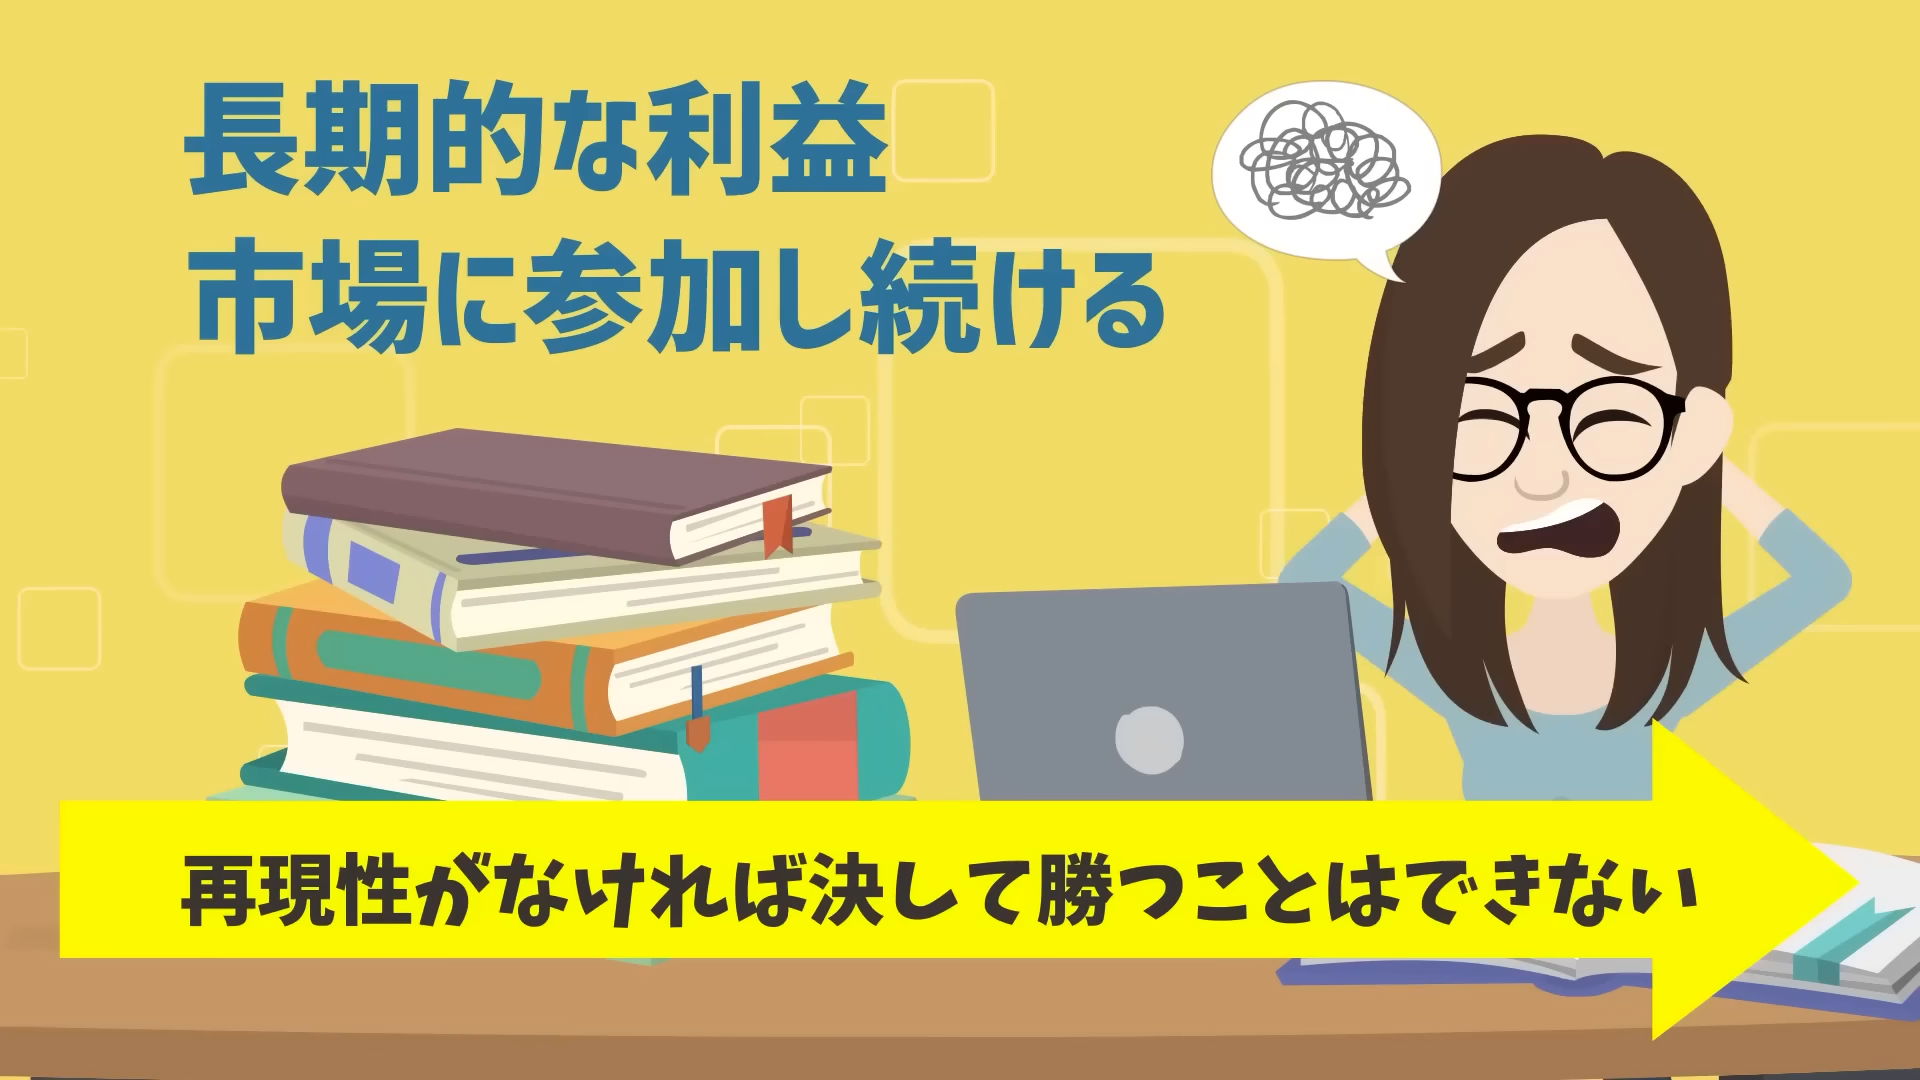 長期的な利益
市場に参加し続ける
再現性がなければ決して勝つことはできない